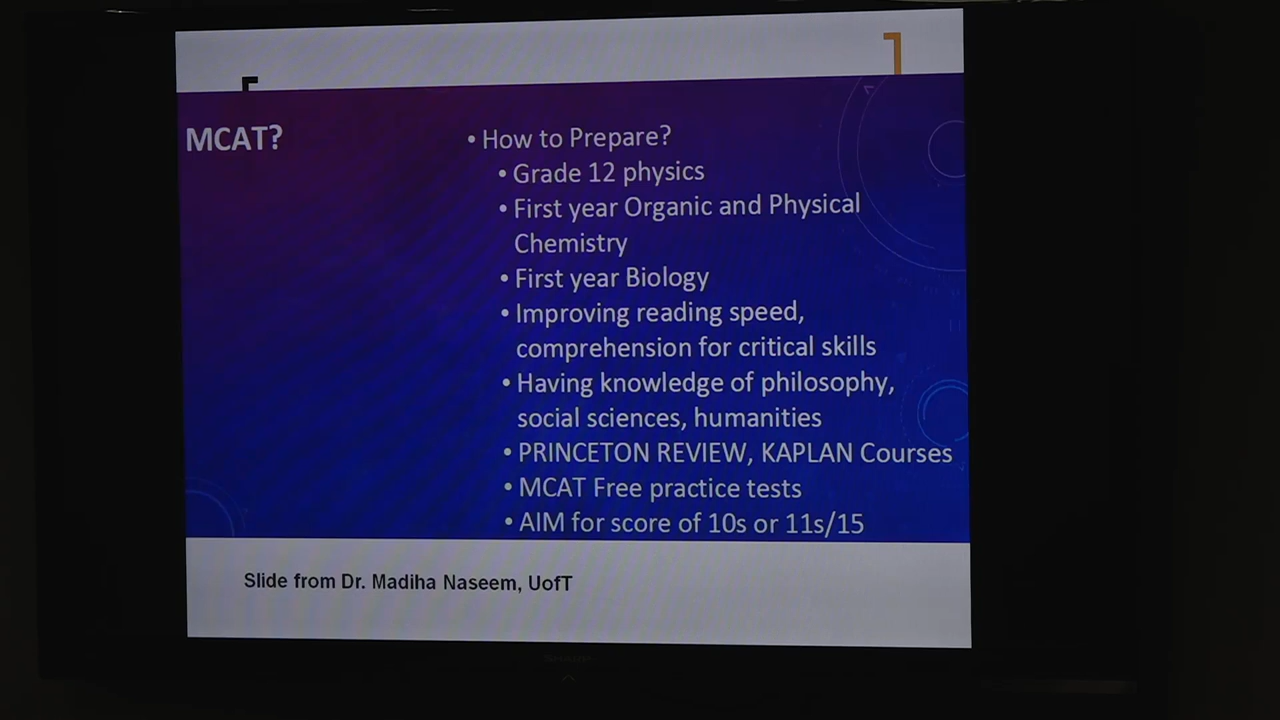 MCAT?
• How to Prepare?
• Grade 12 physics
• First year Organic and Physical
Chemistry
• First year Biology
• Improving reading speed,
comprehension for critical skills
• Having knowledge of philosophy,
social sciences, humanities
• PRINCETON REVIEW, KAPLAN Courses
• MCAT Free practice tests
• AIM for score of 10s or 11s/15
Slide from Dr. Madiha Naseem, UofT
SHARP